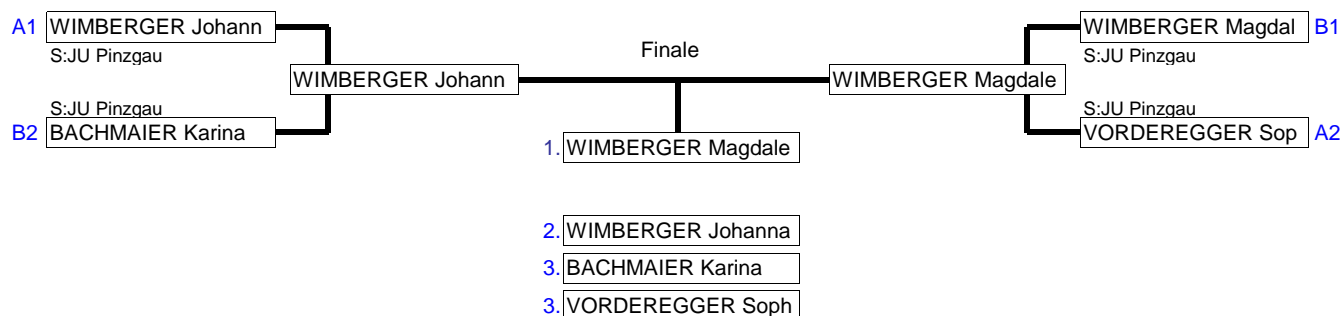 A1 WIMBERGER Johann
S:JU Pinzgau
S:JU Pinzgau
B2 BACHMAIER Karina
WIMBERGER Johann
Finale
WIMBERGER Magdale
WIMBERGER Magdal B1
S:JU Pinzgau
S:JU Pinzgau
VORDEREGGER Sop A2
1. WIMBERGER Magdale
2. WIMBERGER Johanna
3. BACHMAIER Karina
3. VORDEREGGER Soph